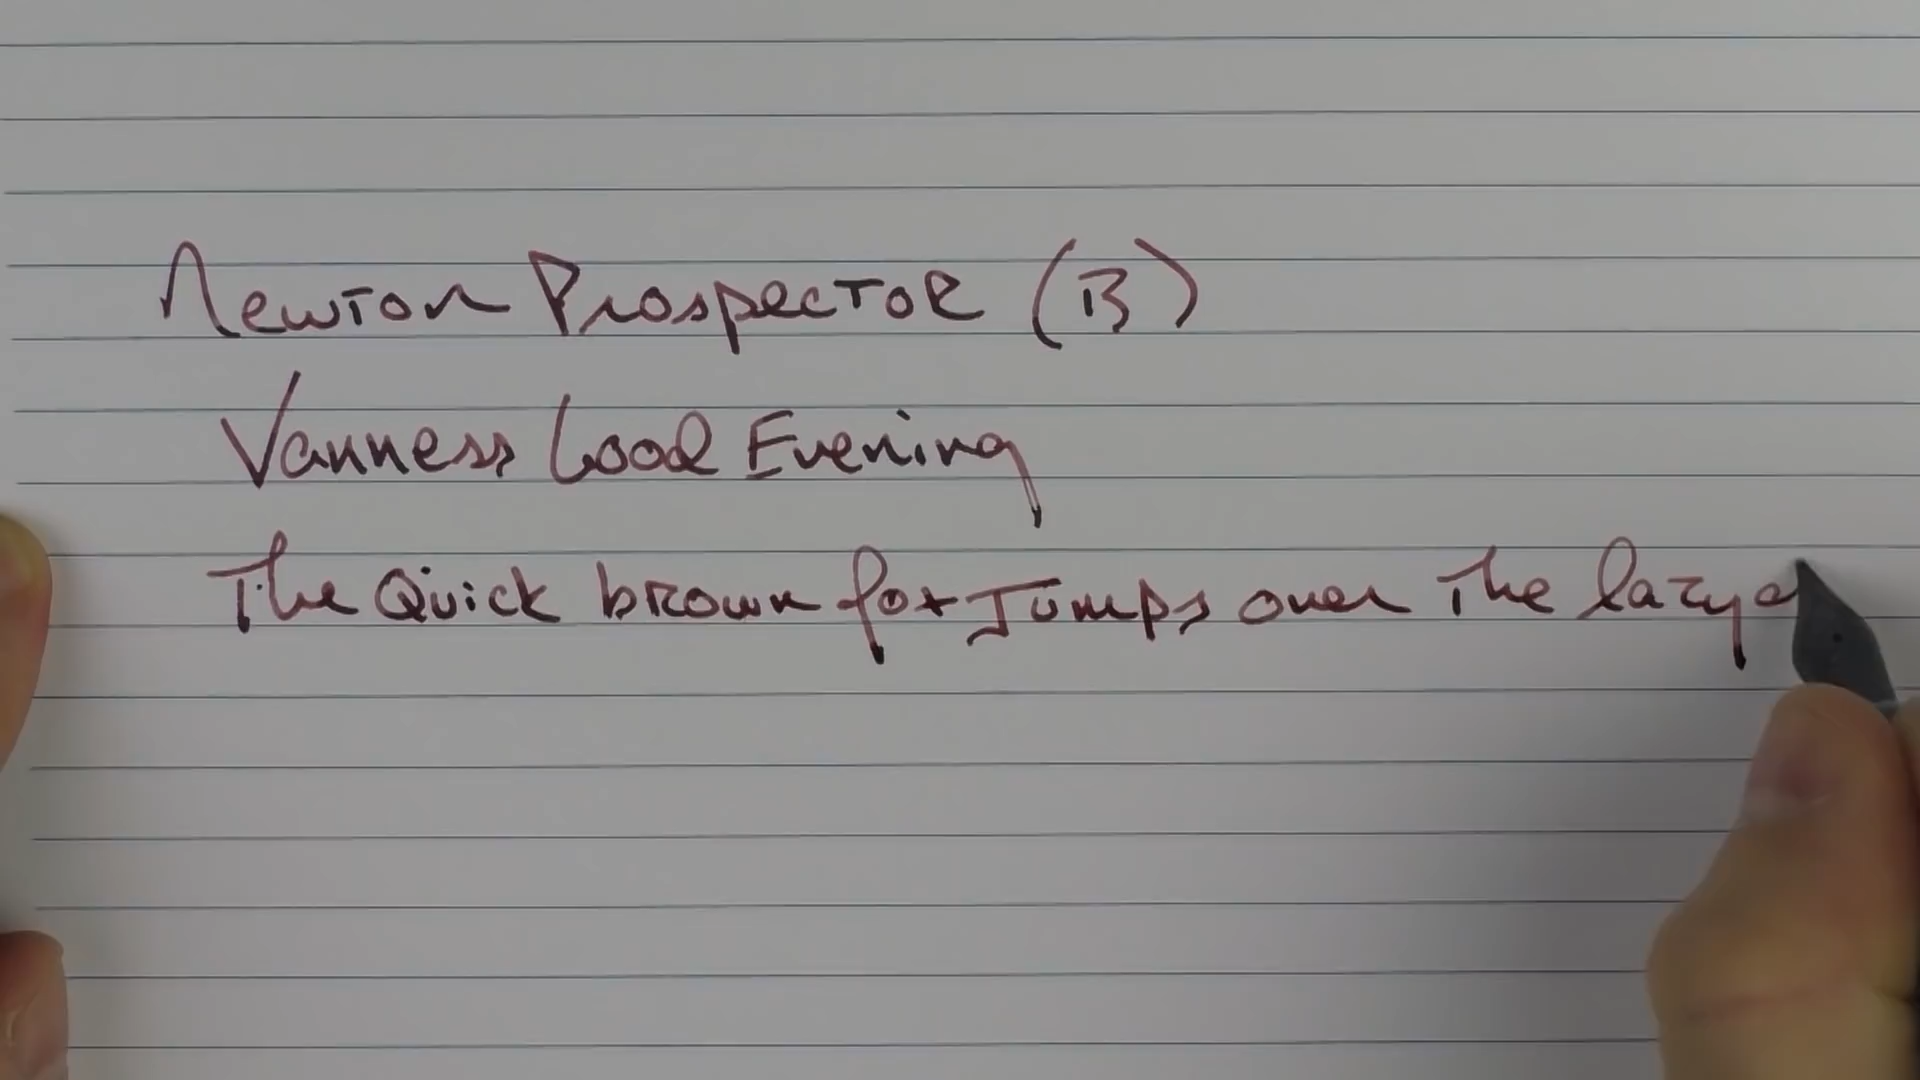 Newton Prospector (B)
Vanness Good Evening
The Quick brown fox Jumps over The lazy d